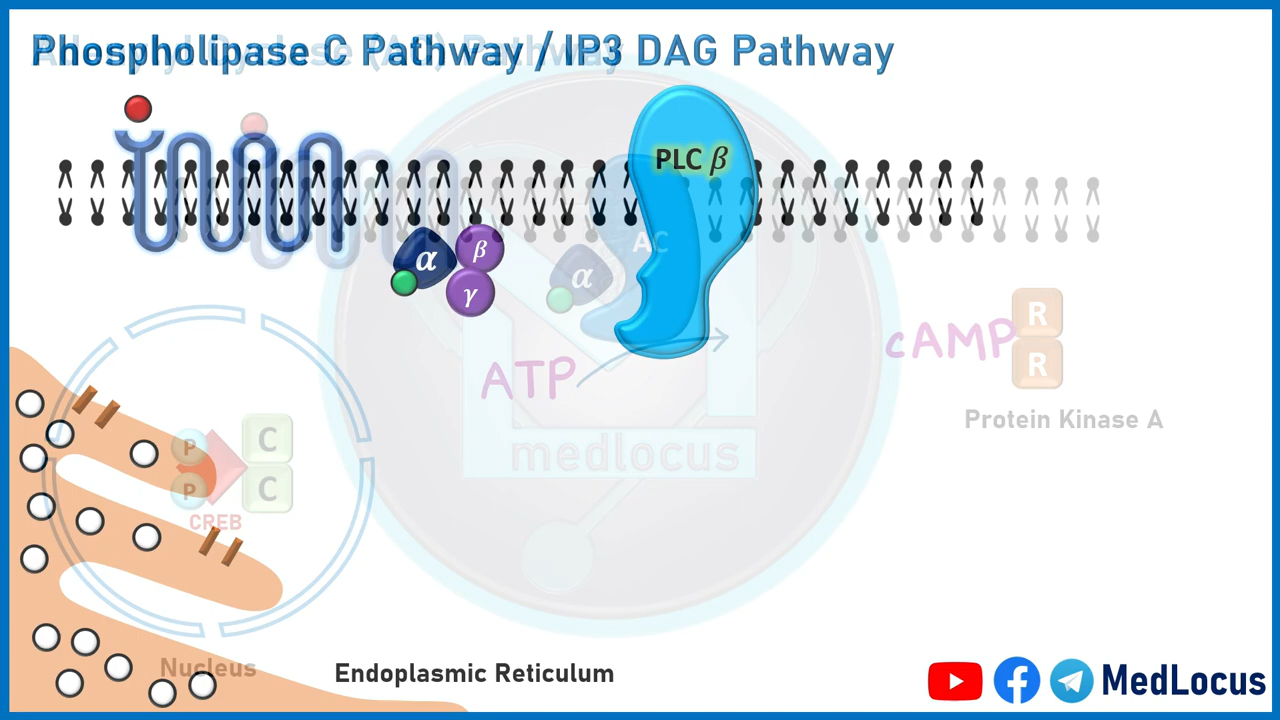 Phospholipase C Pathway / IP3 DAG Pathway
PLC β
α β
γ
α AC
ATP
cAMP
R
R
Protein Kinase A
medlocus
P C
P C
CREB
Nucleus
Endoplasmic Reticulum
MedLocus